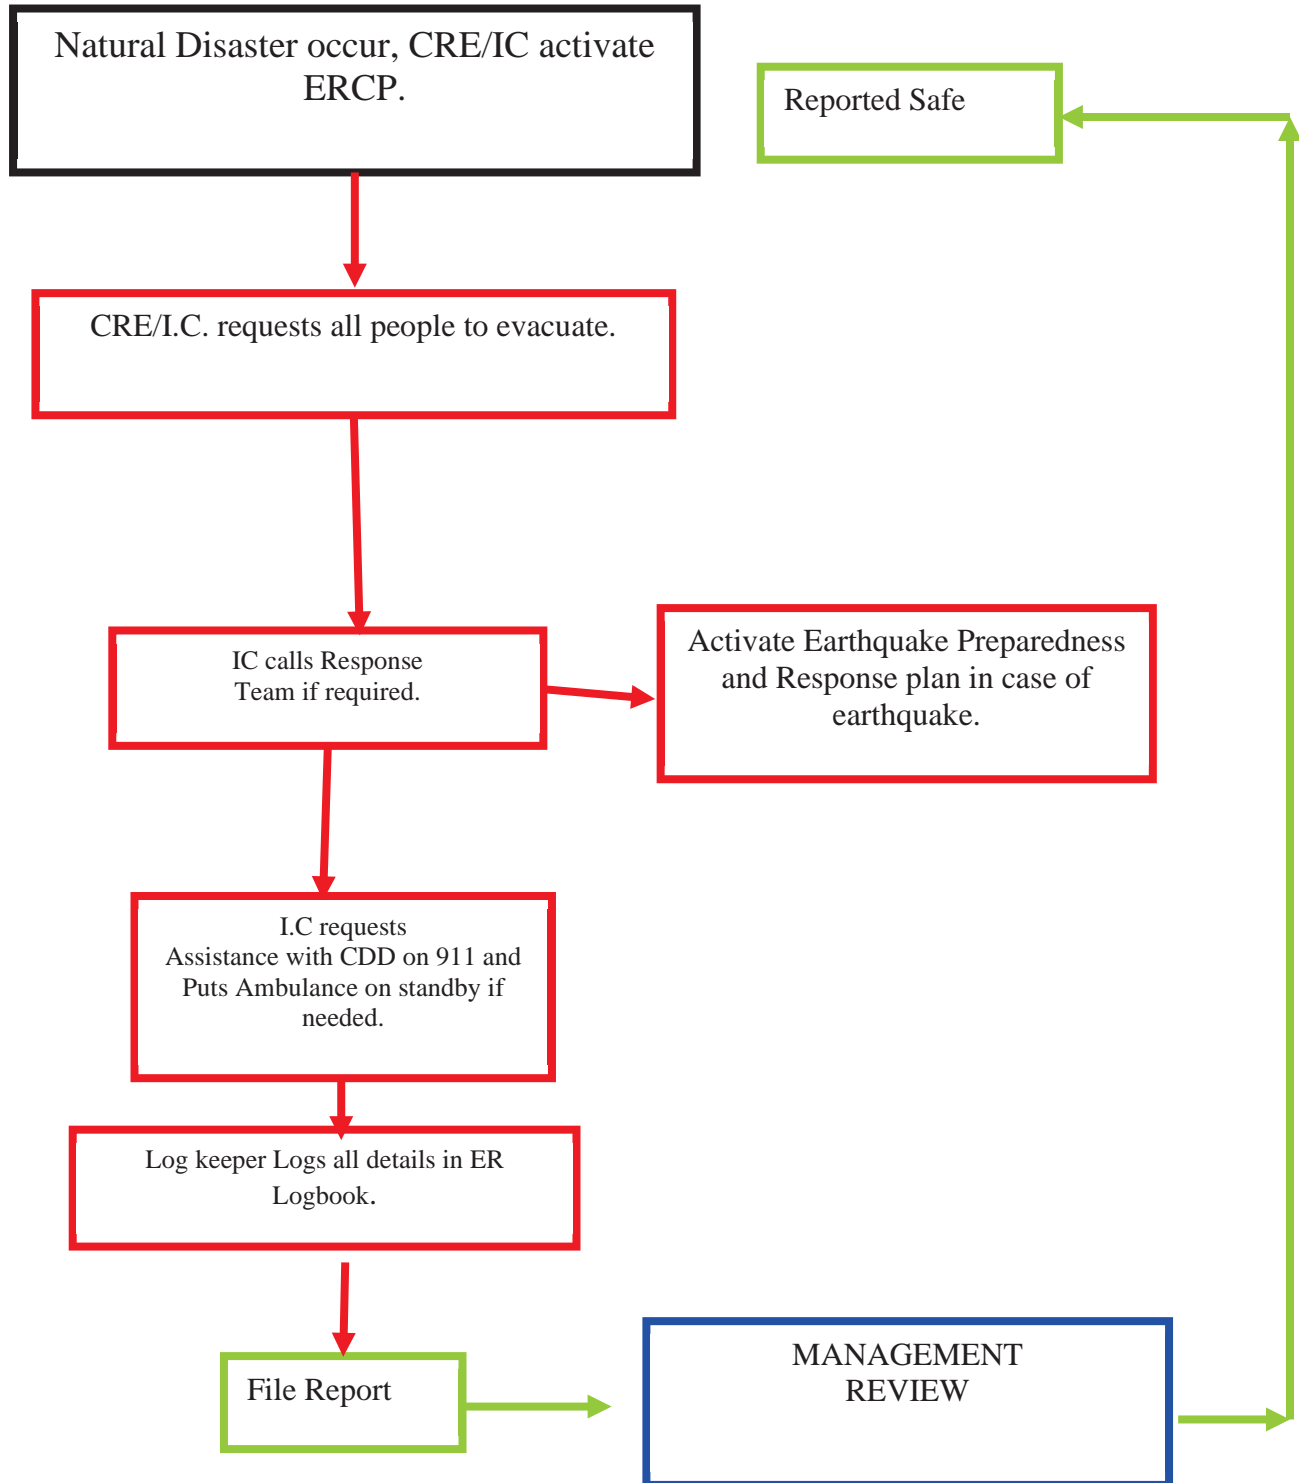 Natural Disaster occur, CRE/IC activate
ERCP.
Reported Safe
CRE/I.C. requests all people to evacuate.
IC calls Response
Team if required.
Activate Earthquake Preparedness
and Response plan in case of
earthquake.
I.C requests
Assistance with CDD on 911 and
Puts Ambulance on standby if
needed.
Log keeper Logs all details in ER
Logbook.
File Report
MANAGEMENT
REVIEW